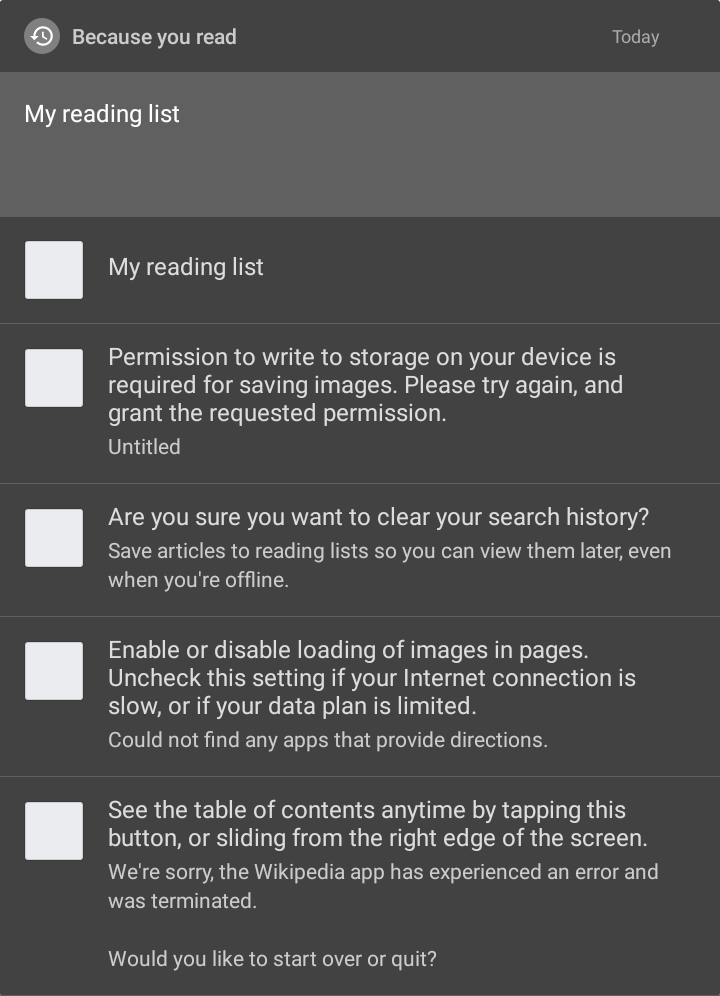 Because you read
Today
My reading list
My reading list
Permission to write to storage on your device is
required for saving images. Please try again, and
grant the requested permission.
Untitled
Are you sure you want to clear your search history?
Save articles to reading lists so you can view them later, even
when you're offline.
Enable or disable loading of images in pages.
Uncheck this setting if your Internet connection is
slow, or if your data plan is limited.
Could not find any apps that provide directions.
See the table of contents anytime by tapping this
button, or sliding from the right edge of the screen.
We're sorry, the Wikipedia app has experienced an error and
was terminated.
Would you like to start over or quit?